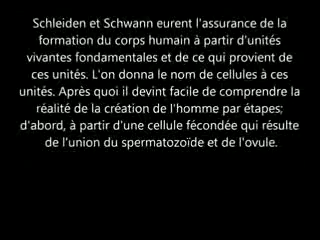 Schleiden et Schwann eurent l'assurance de la
formation du corps humain à partir d'unités
vivantes fondamentales et de ce qui provient de
ces unités. L'on donna le nom de cellules à ces
unités. Après quoi il devint facile de comprendre la
réalité de la création de l'homme par étapes;
d'abord, à partir d'une cellule fécondée qui résulte
de l'union du spermatozoïde et de l'ovule.